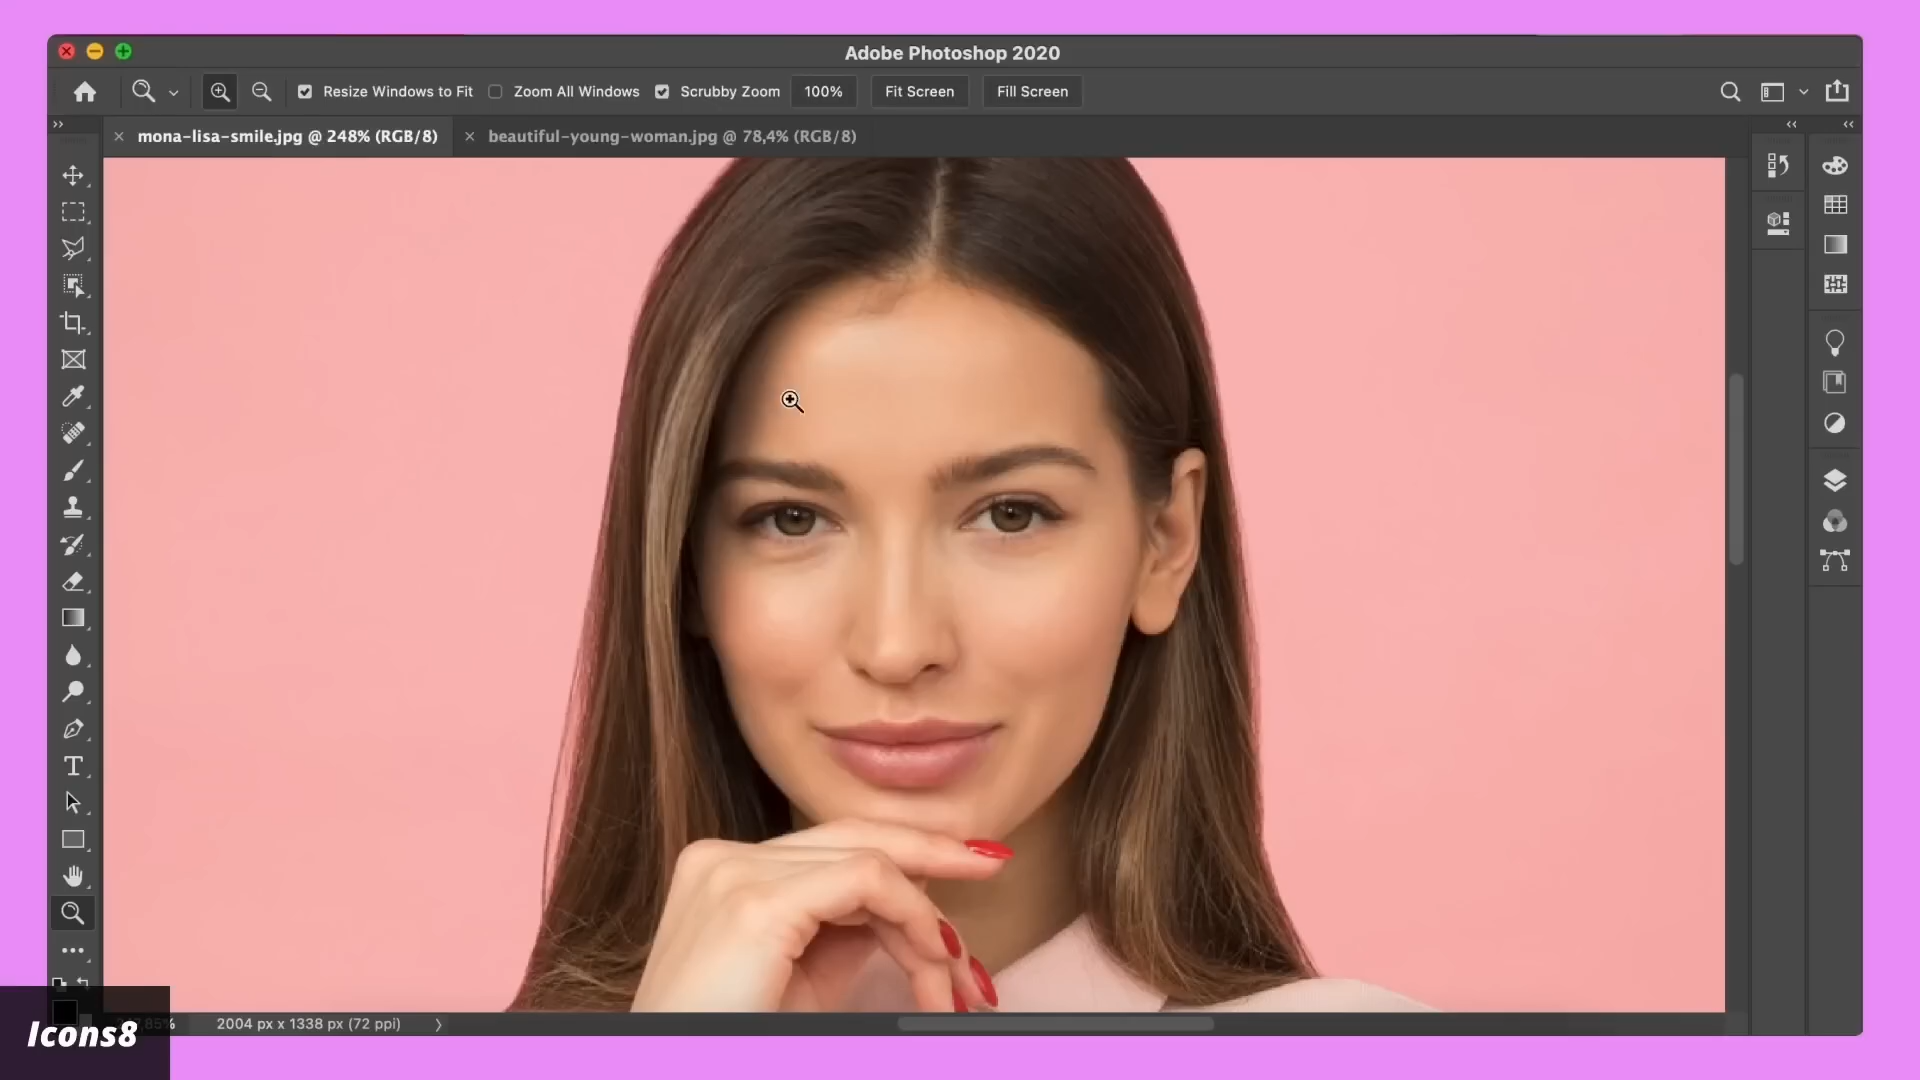 Adobe Photoshop 2020
Resize Windows to Fit Zoom All Windows Scrubby Zoom 100% Fit Screen Fill Screen
mona-lisa-smile.jpg @ 248% (RGB/8) beautiful-young-woman.jpg @ 78,4% (RGB/8)
2004 px x 1338 px (72 ppi)
Icons8